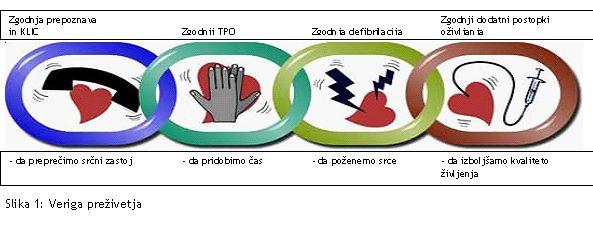 Zgodnja prepoznava
in KLIC
Zgodnji TPO
Zgodnja defibrilacija
Zgodnji dodatni postopki
oživljanja
- da preprečimo srčni zastoj
- da pridobimo čas
- da poženemo srce
- da izboljšamo kvaliteto
življenja
Slika 1: Veriga preživetja